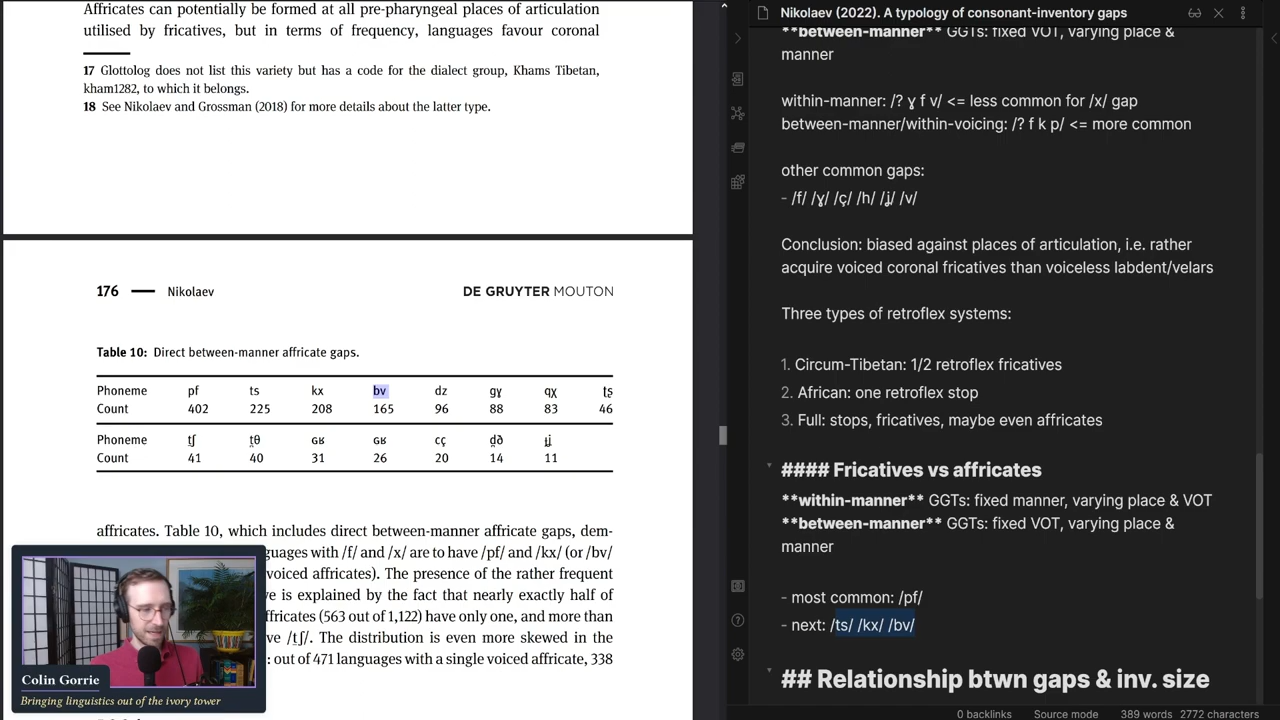 Affricates can potentially be formed at all pre-pharyngeal places of articulation
utilised by fricatives, but in terms of frequency, languages favour coronal
17 Glottolog does not list this variety but has a code for the dialect group, Khams Tibetan,
kham1282, to which it belongs.
18 See Nikolaev and Grossman (2018) for more details about the latter type.
176 — Nikolaev DE GRUYTER MOUTON
Table 10: Direct between-manner affricate gaps.
Phoneme pf ts kx bv dz gɣ qχ ʈʂ
Count 402 225 208 165 96 88 83 46
Phoneme tʃ t̪θ ɢʁ ɢʁ cç d̪ð ɟʝ
Count 41 40 31 26 20 14 11
affricates. Table 10, which includes direct between-manner affricate gaps, dem-
guages with /f/ and /x/ are to have /pf/ and /kx/ (or /bv/
voiced affricates). The presence of the rather frequent
ve is explained by the fact that nearly exactly half of
ffricates (563 out of 1,122) have only one, and more than
ve /tʃ/. The distribution is even more skewed in the
: out of 471 languages with a single voiced affricate, 338
Colin Gorrie
Bringing linguistics out of the ivory tower
Nikolaev (2022). A typology of consonant-inventory gaps
**between-manner** GGTs: fixed VOT, varying place &
manner
within-manner: /? ɣ f v/ <= less common for /x/ gap
between-manner/within-voicing: /? f k p/ <= more common
other common gaps:
- /f/ /ɣ/ /ç/ /h/ /ʝ/ /v/
Conclusion: biased against places of articulation, i.e. rather
acquire voiced coronal fricatives than voiceless labdent/velars
Three types of retroflex systems:
1. Circum-Tibetan: 1/2 retroflex fricatives
2. African: one retroflex stop
3. Full: stops, fricatives, maybe even affricates
#### Fricatives vs affricates
**within-manner** GGTs: fixed manner, varying place & VOT
**between-manner** GGTs: fixed VOT, varying place &
manner
- most common: /pf/
- next: /ts/ /kx/ /bv/
## Relationship btwn gaps & inv. size
0 backlinks Source mode 389 words 2772 characters